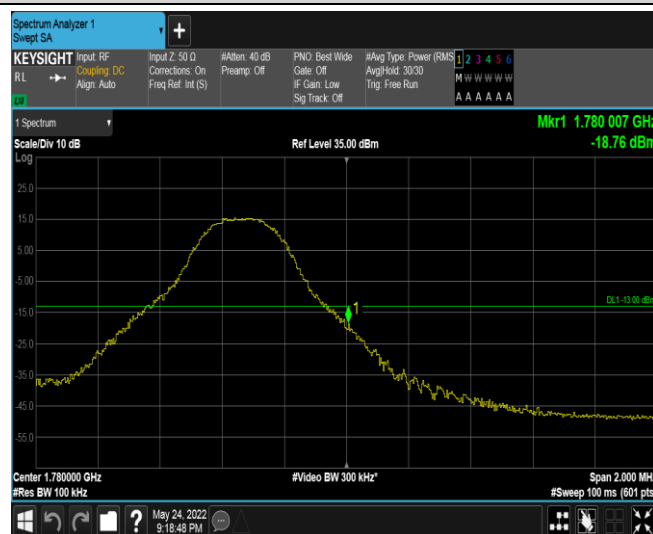 Spectrum Analyzer 1
Swept SA
+
KEYSIGHT
RL
LXI
Input: RF
Coupling: DC
Align: Auto
Input Z: 50 Ω
Corrections: On
Freq Ref: Int (S)
#Atten: 40 dB
Preamp: Off
PNO: Best Wide
Gate: Off
IF Gain: Low
Sig Track: Off
#Avg Type: Power (RMS
Avg|Hold: 30/30
Trig: Free Run
1 2 3 4 5 6
M W W W W W
A A A A A A
1 Spectrum
Scale/Div 10 dB
Log
Ref Level 35.00 dBm
Mkr1 1.780 007 GHz
-18.76 dBm
25.0
15.0
5.00
-5.00
-15.0
-25.0
-35.0
-45.0
-55.0
DL1 -13.00 dBm
1
Center 1.780000 GHz
#Res BW 100 kHz
#Video BW 300 kHz*
Span 2.000 MHz
#Sweep 100 ms (601 pts)
?
May 24, 2022
9:18:48 PM